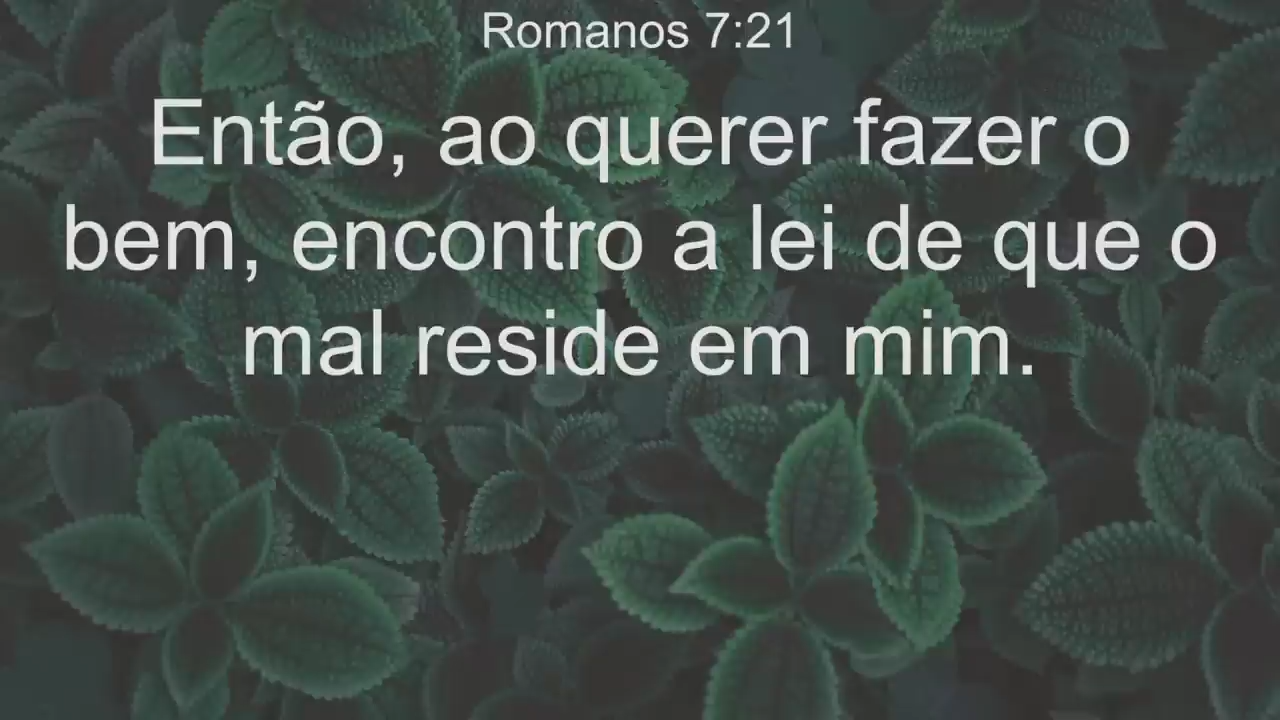 Romanos 7:21
Então, ao querer fazer o
bem, encontro a lei de que o
mal reside em mim.